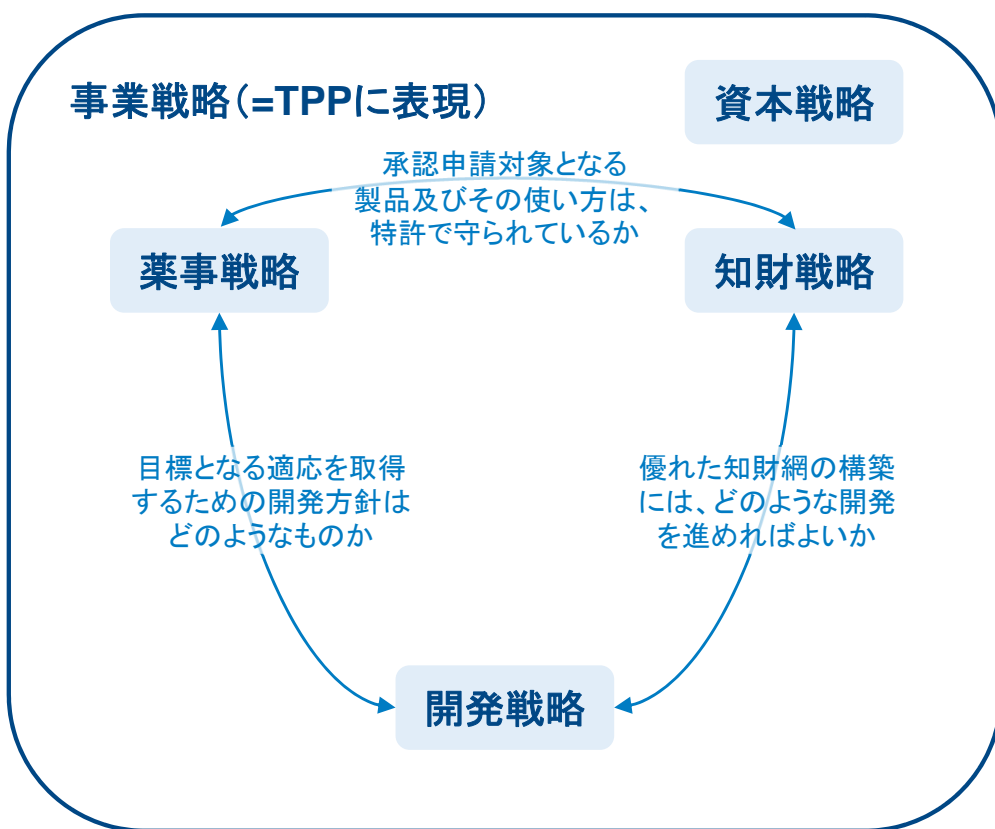 事業戦略(=TPPに表現)
資本戦略
承認申請対象となる
製品及びその使い方は、
特許で守られているか
薬事戦略
知財戦略
目標となる適応を取得
するための開発方針は
どのようなものか
優れた知財網の構築
には、どのような開発
を進めればよいか
開発戦略